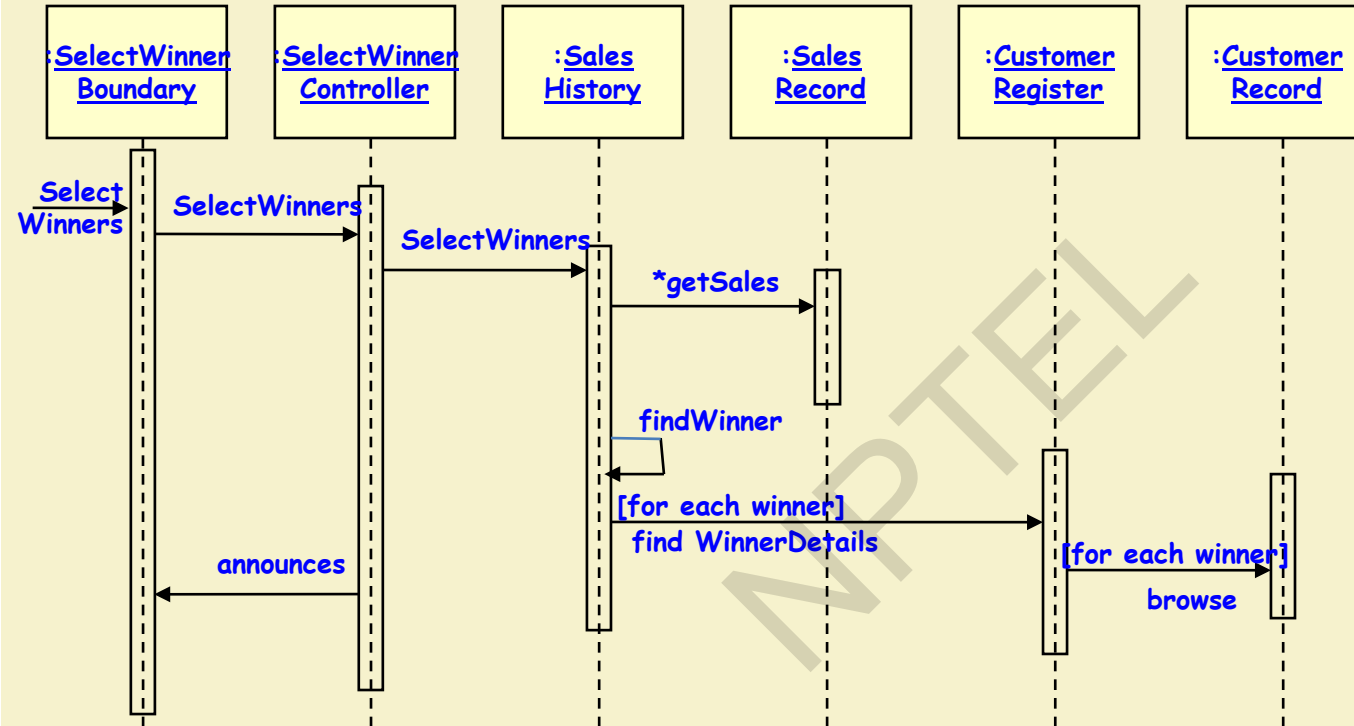 :SelectWinner
Boundary
:SelectWinner
Controller
:Sales
History
:Sales
Record
:Customer
Register
:Customer
Record
Select
Winners
SelectWinners
SelectWinners
*getSales
findWinner
[for each winner]
find WinnerDetails
[for each winner]
browse
announces
NPTEL